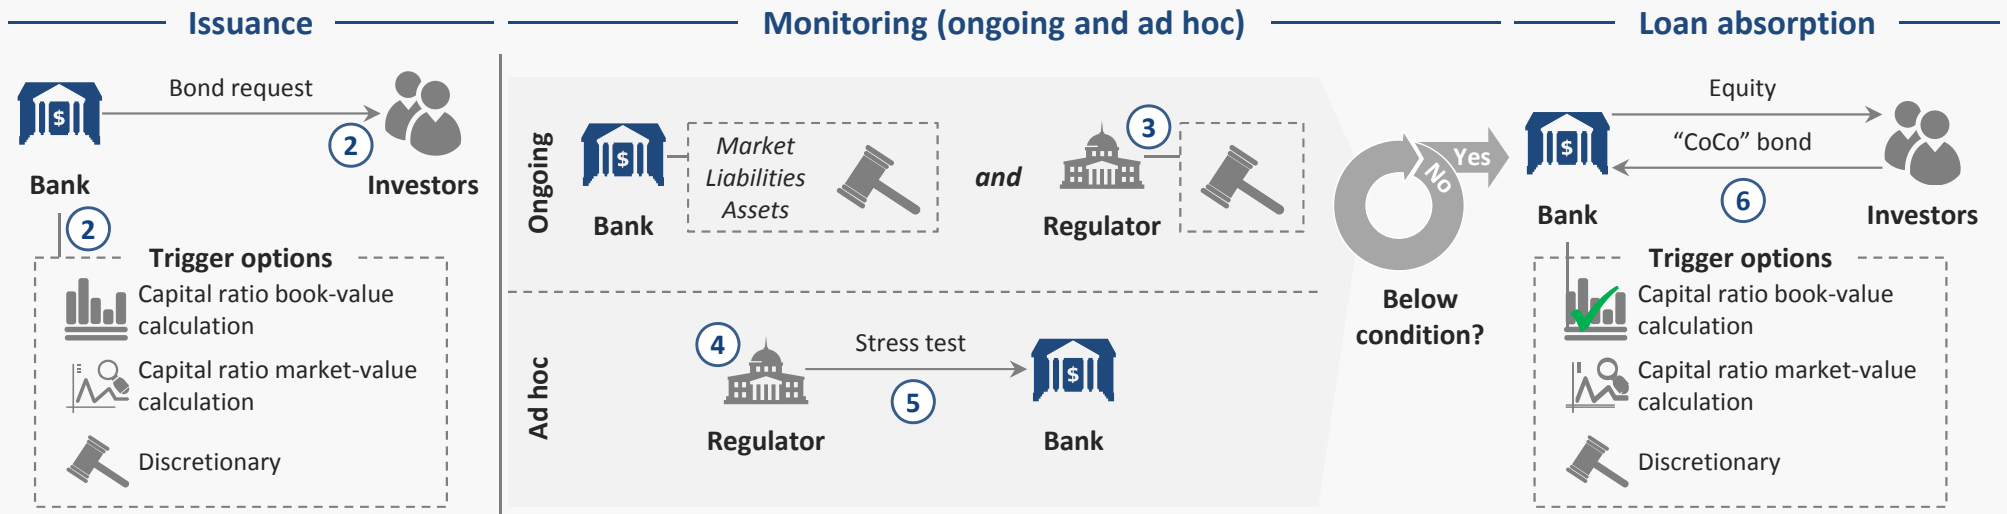 Issuance
Bond request
$
2
Bank
Investors
2
Trigger options
Capital ratio book-value
calculation
Capital ratio market-value
calculation
Discretionary
Monitoring (ongoing and ad hoc)
Ongoing
$
Bank
Market
Liabilities
Assets
and
3
Regulator
Ad hoc
4
Regulator
Stress test
5
$
Bank
No
Yes
Below
condition?
Loan absorption
$
Equity
“CoCo” bond
6
Bank
Investors
Trigger options
Capital ratio book-value
calculation
Capital ratio market-value
calculation
Discretionary